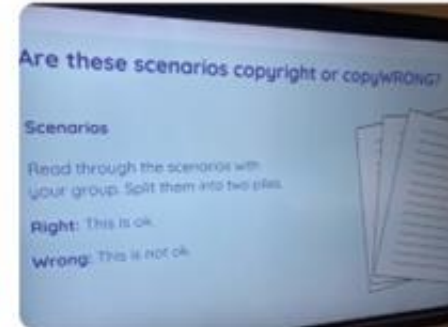 Are these scenarios copyright or copyWRONG?
Scenarios
Read through the scenarios with
your group. Split them into two piles.
Right: This is ok.
Wrong: This is not ok.